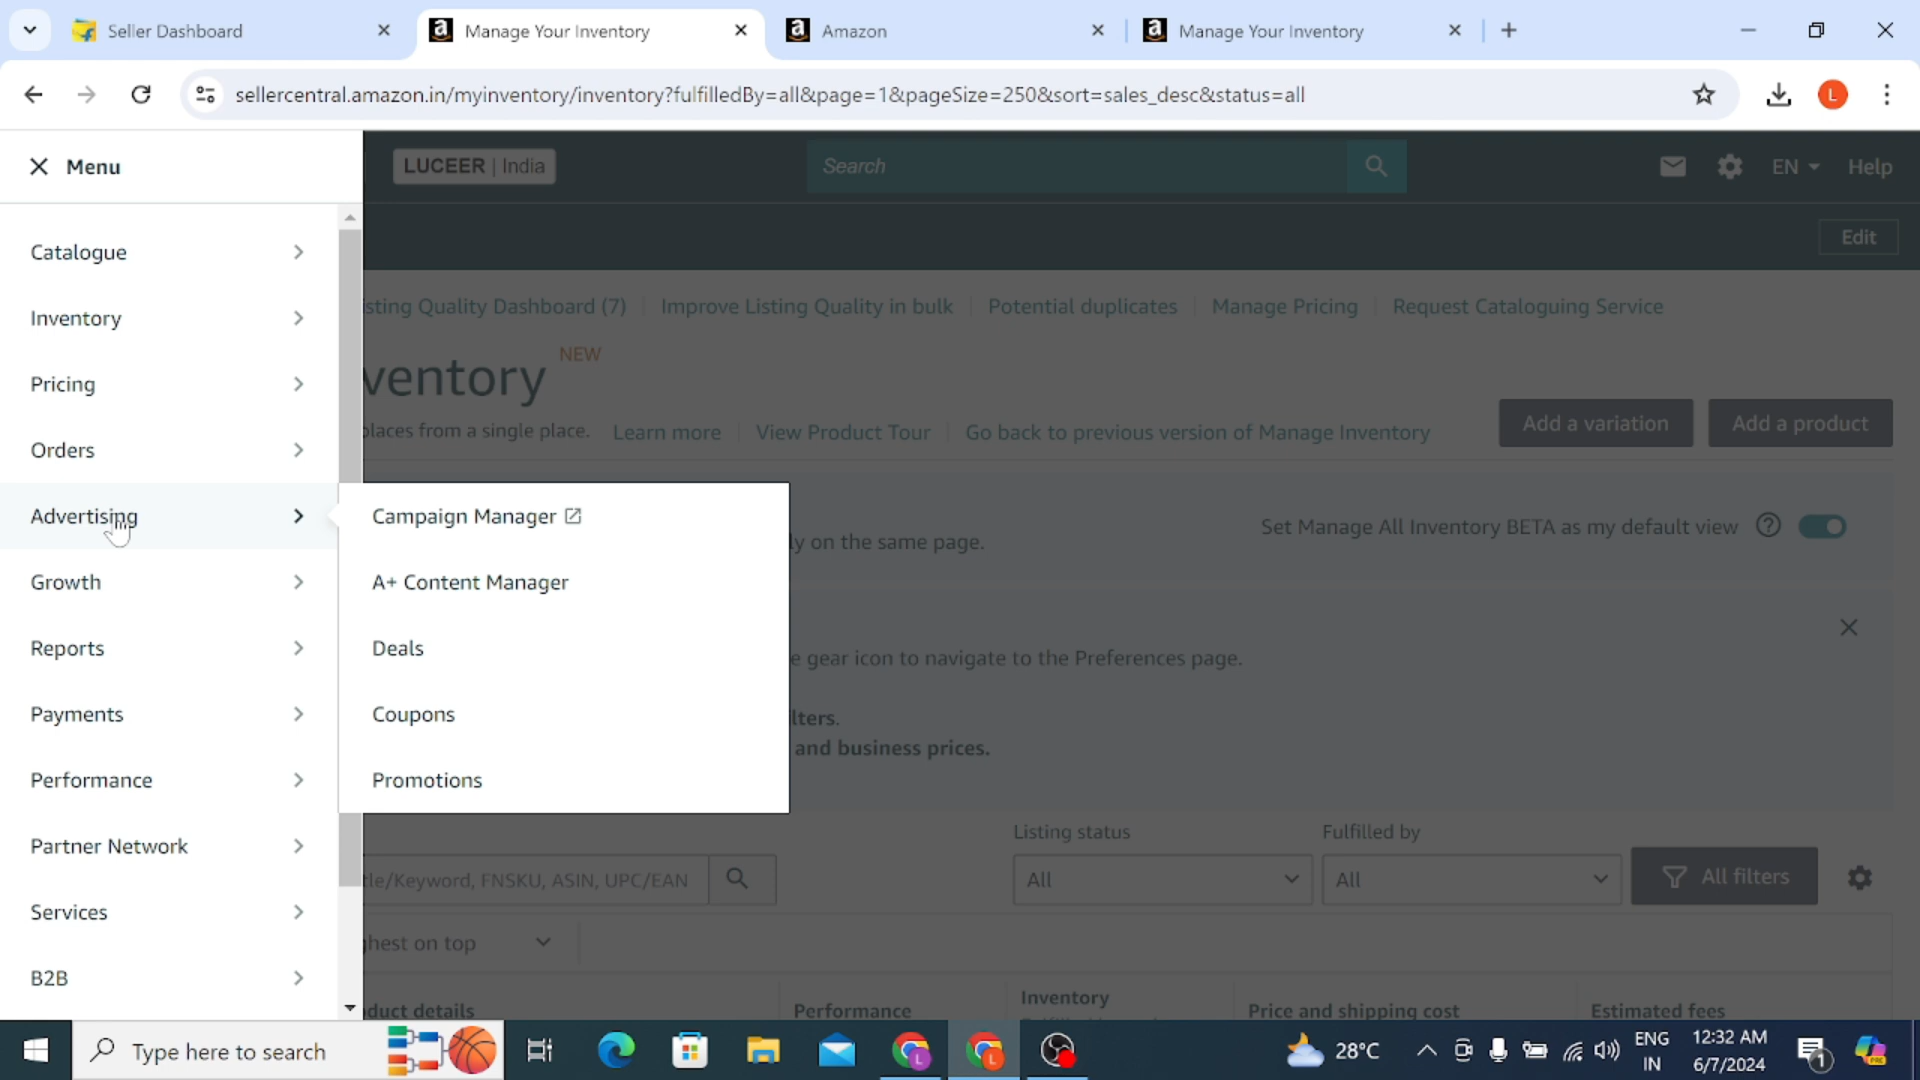 Seller Dashboard
Manage Your Inventory
Amazon
Manage Your Inventory
sellercentral.amazon.in/myinventory/inventory?fulfilledBy=all&page=1&pageSize=250&sort=sales_desc&status=all
L
Menu
LUCEER | India
Search
EN
Help
Edit
Catalogue
Inventory
Pricing
Orders
Advertising
Growth
Reports
Payments
Performance
Partner Network
Services
B2B
Campaign Manager
A+ Content Manager
Deals
Coupons
Promotions
isting Quality Dashboard (7)
Improve Listing Quality in bulk
Potential duplicates
Manage Pricing
Request Cataloguing Service
ventory
NEW
places from a single place.
Learn more
View Product Tour
Go back to previous version of Manage Inventory
Add a variation
Add a product
ly on the same page.
Set Manage All Inventory BETA as my default view
e gear icon to navigate to the Preferences page.
lters.
and business prices.
Listing status
Fulfilled by
tle/Keyword, FNSKU, ASIN, UPC/EAN
All
All
All filters
hest on top
duct details
Performance
Inventory
Price and shipping cost
Estimated fees
Type here to search
28°C
ENG
IN
12:32 AM
6/7/2024
1